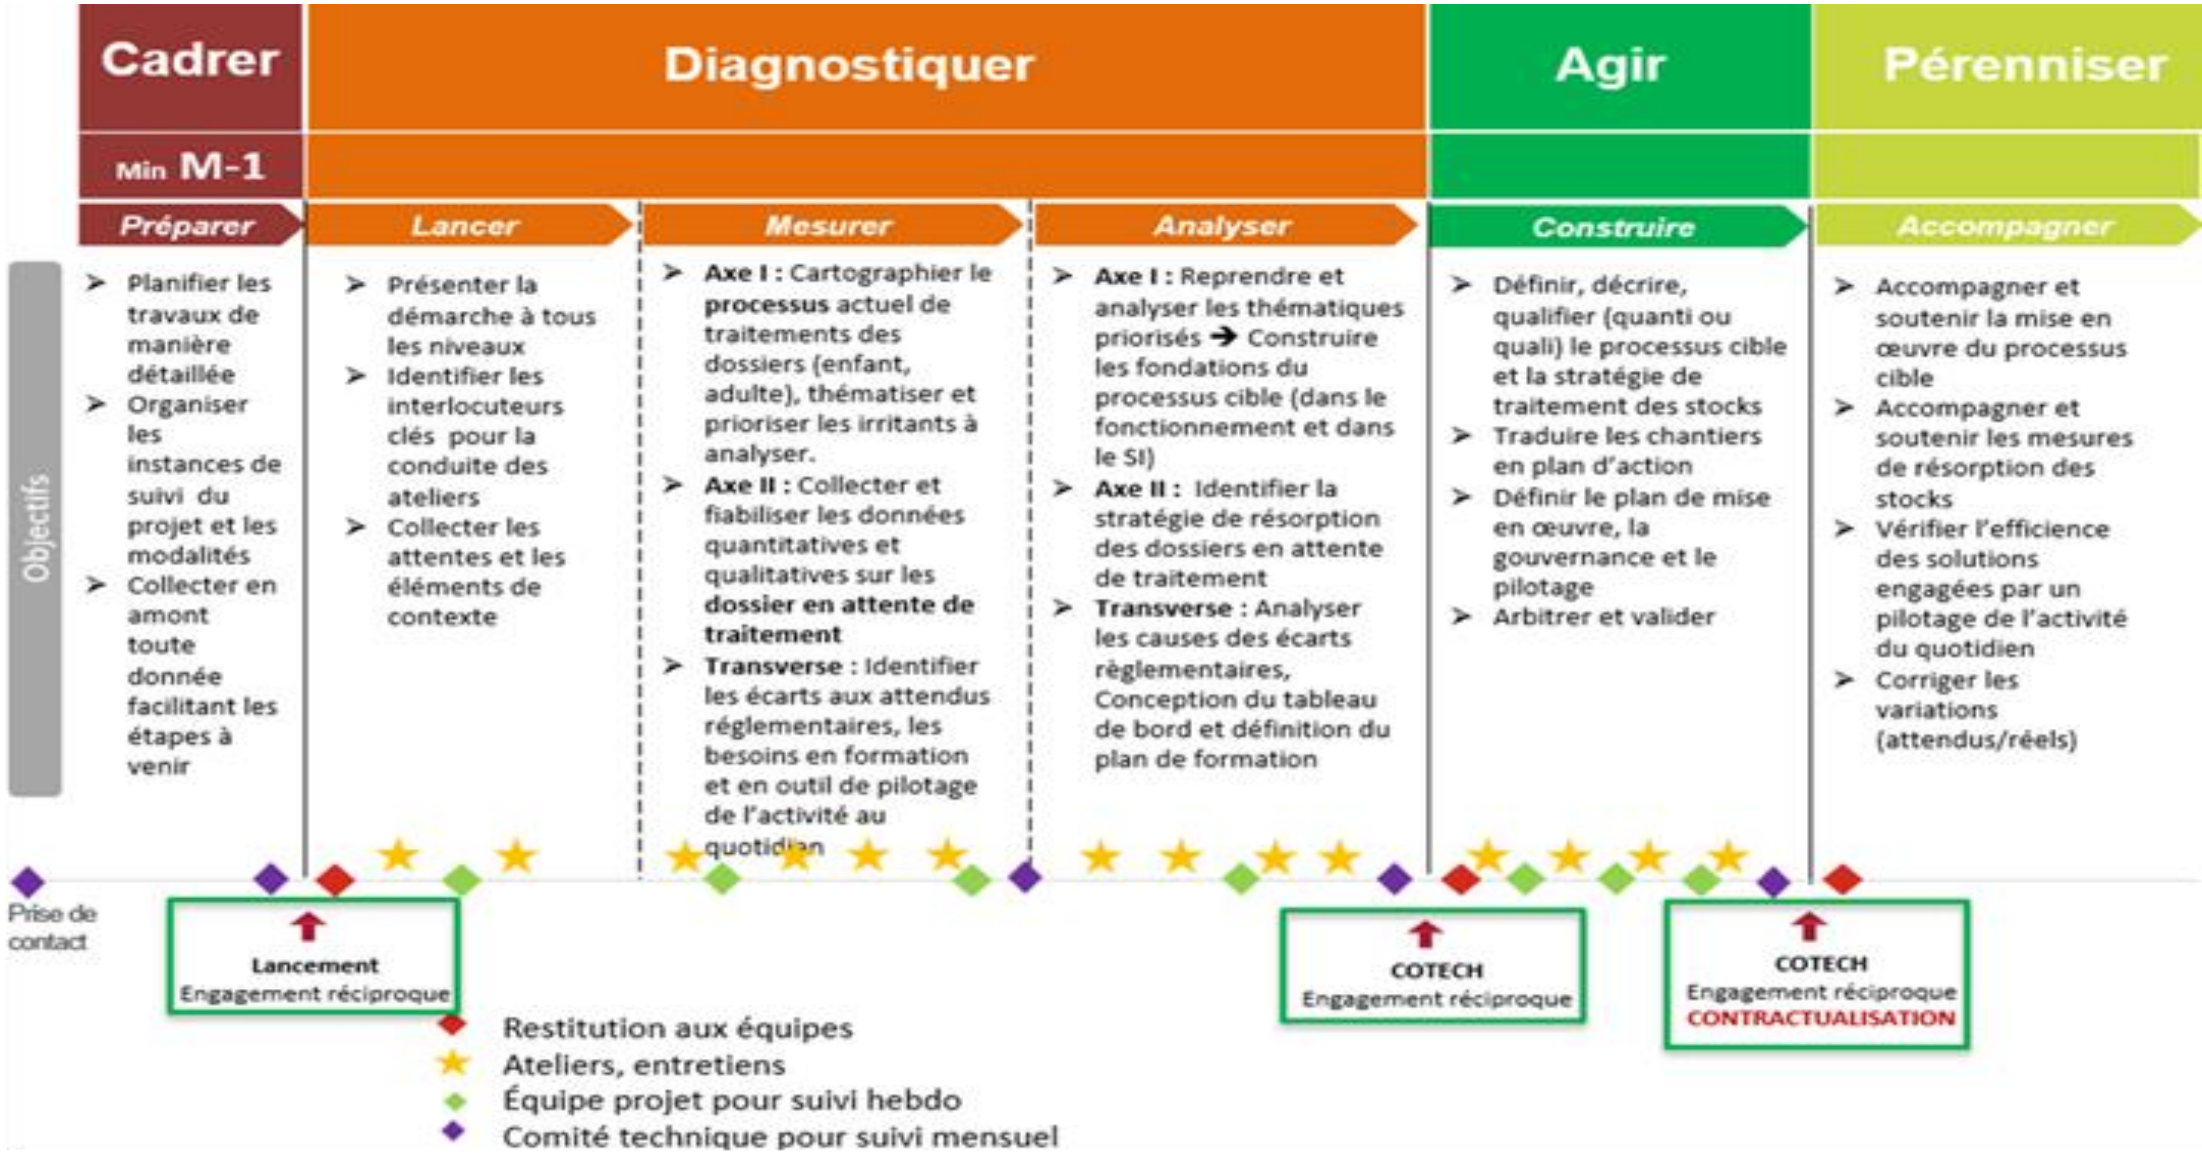 Cadrer
Diagnostiquer
Agir
Pérenniser
Min M-1
Préparer
Lancer
Mesurer
Analyser
Construire
Accompagner
Objectifs
➢ Planifier les
travaux de
manière
détaillée
➢ Organiser
les
instances de
suivi du
projet et les
modalités
➢ Collecter en
amont
toute
donnée
facilitant les
étapes à
venir
➢ Présenter la
démarche à tous
les niveaux
➢ Identifier les
interlocuteurs
clés pour la
conduite des
ateliers
➢ Collecter les
attentes et les
éléments de
contexte
➢ Axe I : Cartographier le
processus actuel de
traitements des
dossiers (enfant,
adulte), thématiser et
prioriser les irritants à
analyser.
➢ Axe II : Collecter et
fiabiliser les données
quantitatives et
qualitatives sur les
dossier en attente de
traitement
➢ Transverse : Identifier
les écarts aux attendus
réglementaires, les
besoins en formation
et en outil de pilotage
de l'activité au
quotidien
➢ Axe I : Reprendre et
analyser les thématiques
priorisés ➔ Construire
les fondations du
processus cible (dans le
fonctionnement et dans
le SI)
➢ Axe II : Identifier la
stratégie de résorption
des dossiers en attente
de traitement
➢ Transverse : Analyser
les causes des écarts
règlementaires,
Conception du tableau
de bord et définition du
plan de formation
➢ Définir, décrire,
qualifier (quanti ou
quali) le processus cible
et la stratégie de
traitement des stocks
➢ Traduire les chantiers
en plan d'action
➢ Définir le plan de mise
en œuvre, la
gouvernance et le
pilotage
➢ Arbitrer et valider
➢ Accompagner et
soutenir la mise en
œuvre du processus
cible
➢ Accompagner et
soutenir les mesures
de résorption des
stocks
➢ Vérifier l'efficience
des solutions
engagées par un
pilotage de l'activité
du quotidien
➢ Corriger les
variations
(attendus/réels)
Prise de
contact
Lancement
Engagement réciproque
COTECH
Engagement réciproque
COTECH
Engagement réciproque
CONTRACTUALISATION
Restitution aux équipes
Ateliers, entretiens
Équipe projet pour suivi hebdo
Comité technique pour suivi mensuel